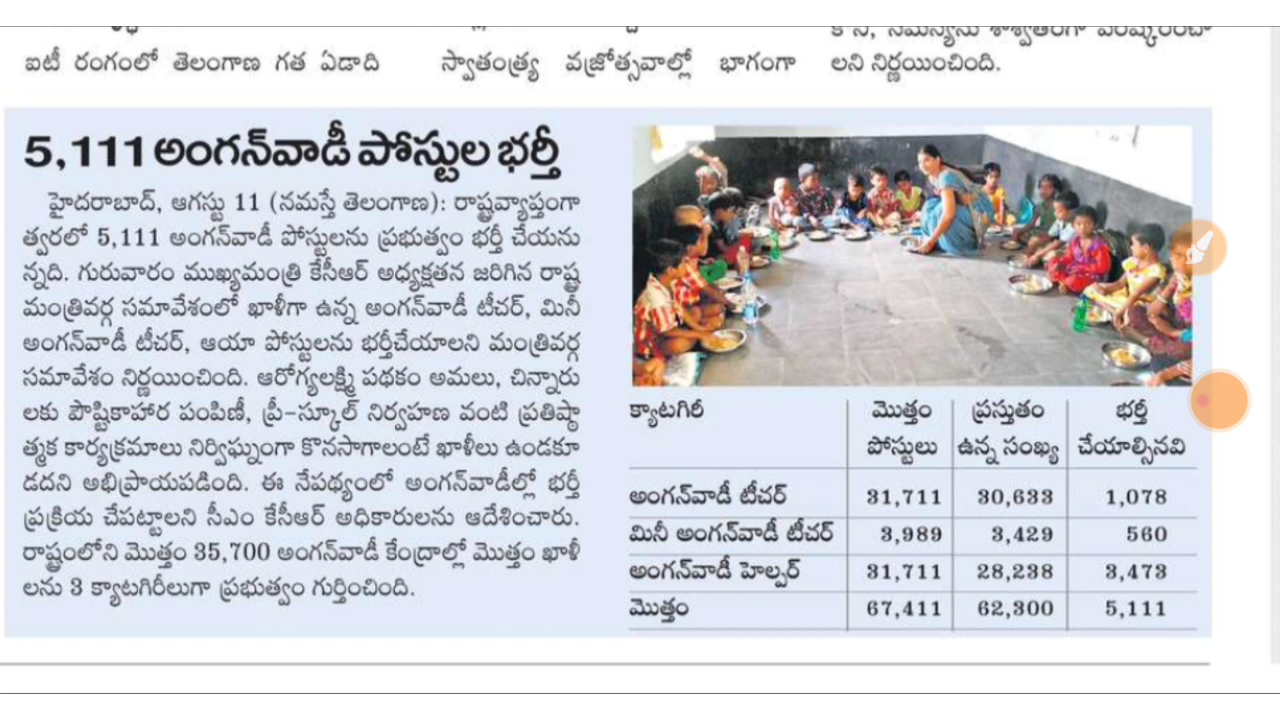 ఐటీ రంగంలో తెలంగాణ గత ఏడాది
స్వాతంత్ర్య వజ్రోత్సవాల్లో భాగంగా
లని నిర్ణయించింది.
5,111 అంగన్‌వాడీ పోస్టుల భర్తీ
హైదరాబాద్, ఆగస్టు 11 (నమస్తే తెలంగాణ): రాష్ట్రవ్యాప్తంగా
త్వరలో 5,111 అంగన్‌వాడీ పోస్టులను ప్రభుత్వం భర్తీ చేయను
న్నది. గురువారం ముఖ్యమంత్రి కేసీఆర్ అధ్యక్షతన జరిగిన రాష్ట్ర
మంత్రివర్గ సమావేశంలో ఖాళీగా ఉన్న అంగన్‌వాడీ టీచర్, మినీ
అంగన్‌వాడీ టీచర్, ఆయా పోస్టులను భర్తీచేయాలని మంత్రివర్గ
సమావేశం నిర్ణయించింది. ఆరోగ్యలక్ష్మి పథకం అమలు, చిన్నారు
లకు పౌష్టికాహార పంపిణీ, ప్రీ-స్కూల్ నిర్వహణ వంటి ప్రతిష్ఠా
త్మక కార్యక్రమాలు నిర్విఘ్నంగా కొనసాగాలంటే ఖాళీలు ఉండకూ
డదని అభిప్రాయపడింది. ఈ నేపథ్యంలో అంగన్‌వాడీల్లో భర్తీ
ప్రక్రియ చేపట్టాలని సీఎం కేసీఆర్ అధికారులను ఆదేశించారు.
రాష్ట్రంలోని మొత్తం 35,700 అంగన్‌వాడీ కేంద్రాల్లో మొత్తం ఖాళీ
లను 3 క్యాటగిరీలుగా ప్రభుత్వం గుర్తించింది.
క్యాటగిరీ మొత్తం ప్రస్తుతం భర్తీ
పోస్టులు ఉన్న సంఖ్య చేయాల్సినవి
అంగన్‌వాడీ టీచర్ 31,711 30,633 1,078
మినీ అంగన్‌వాడీ టీచర్ 3,989 3,429 560
అంగన్‌వాడీ హెల్పర్ 31,711 28,238 3,473
మొత్తం 67,411 62,300 5,111